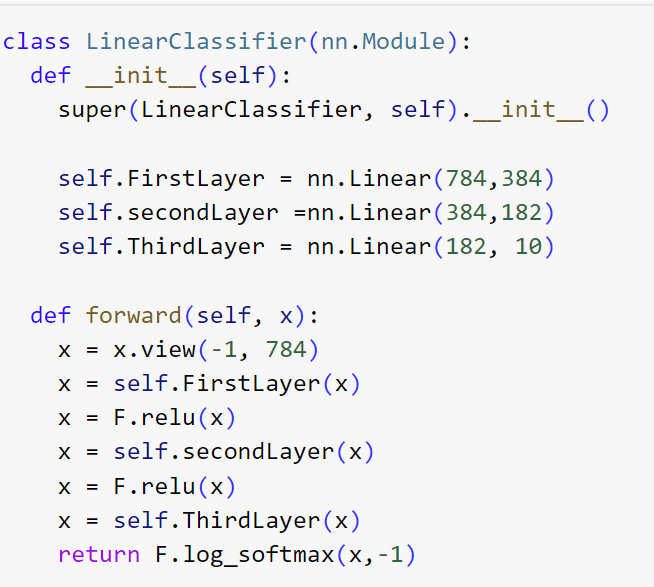 class LinearClassifier(nn.Module):
def __init__(self):
super(LinearClassifier, self).__init__()
self.FirstLayer = nn.Linear(784,384)
self.secondLayer =nn.Linear(384,182)
self.ThirdLayer = nn.Linear(182, 10)
def forward(self, x):
x = x.view(-1, 784)
x = self.FirstLayer(x)
x = F.relu(x)
x = self.secondLayer(x)
x = F.relu(x)
x = self.ThirdLayer(x)
return F.log_softmax(x,-1)